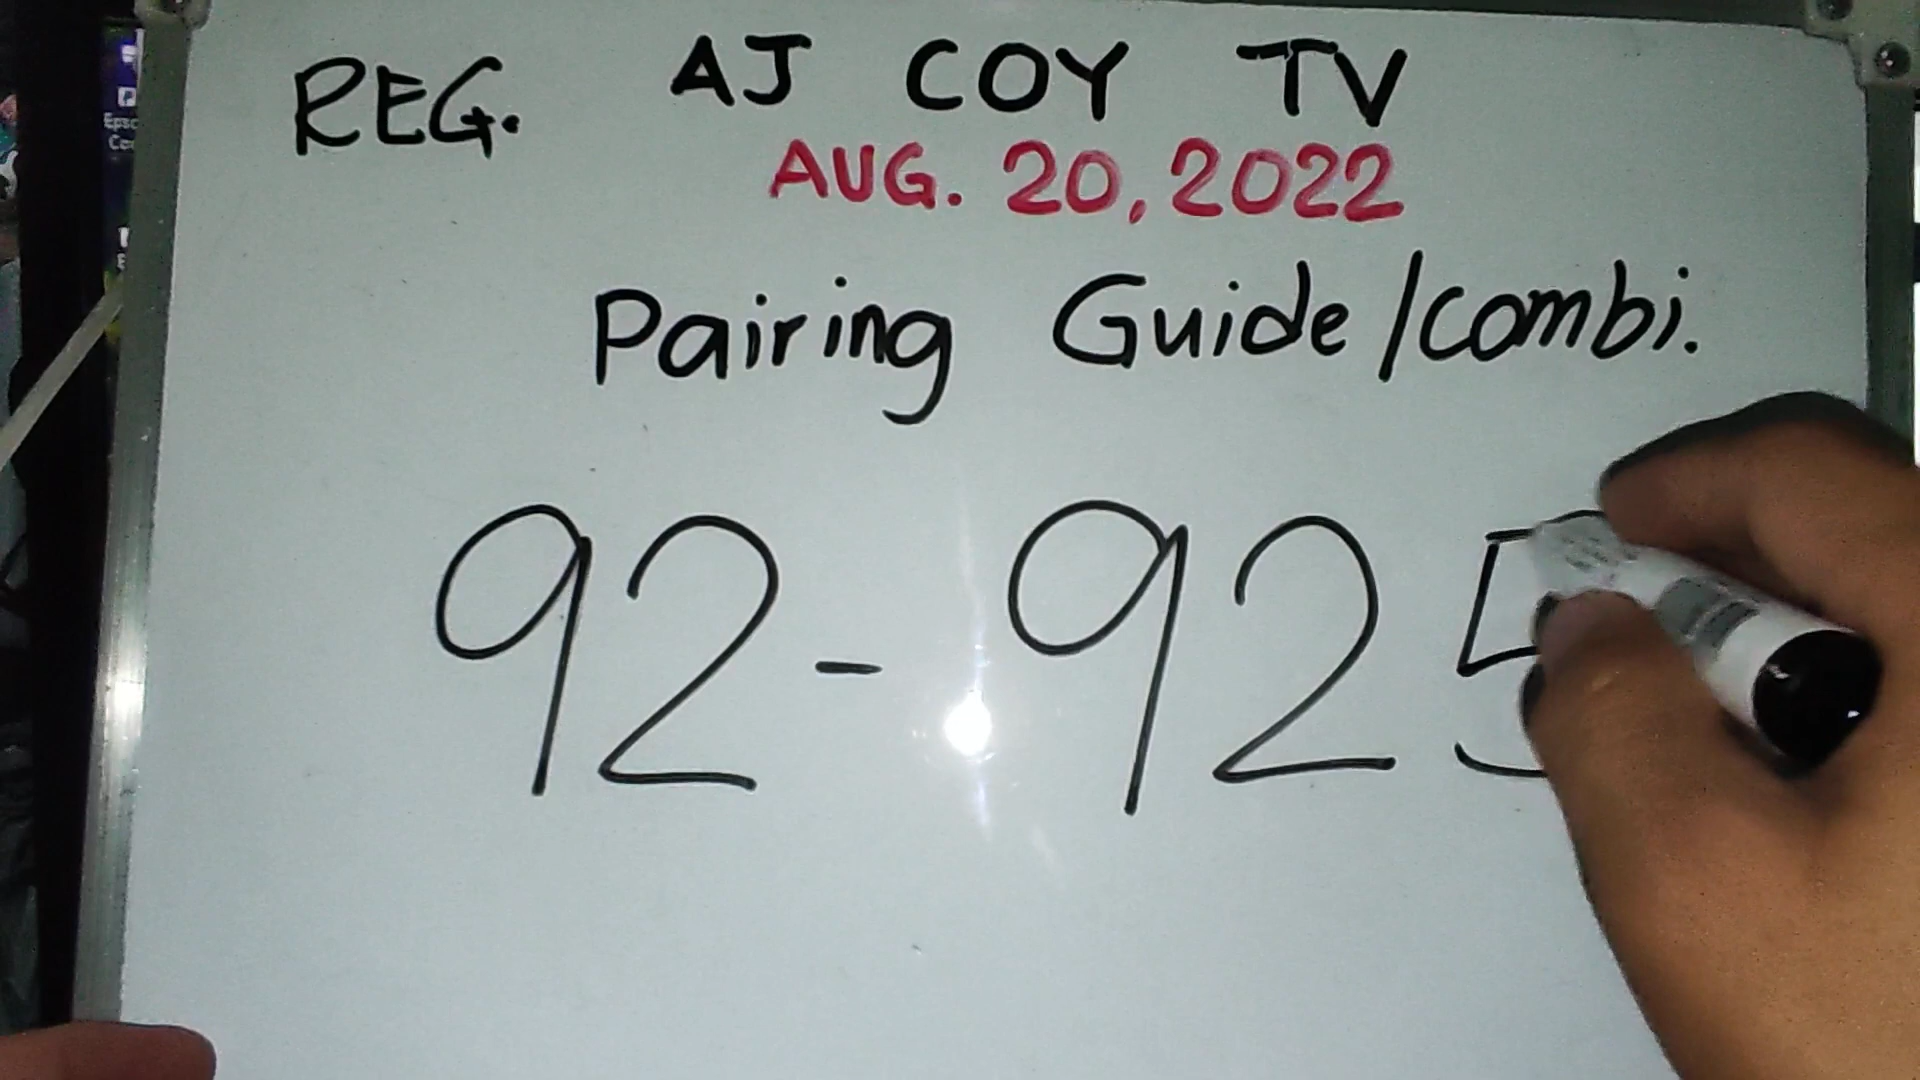 AJ COY TV
REG.
AUG. 20, 2022
Pairing Guide/combi.
92 - 925